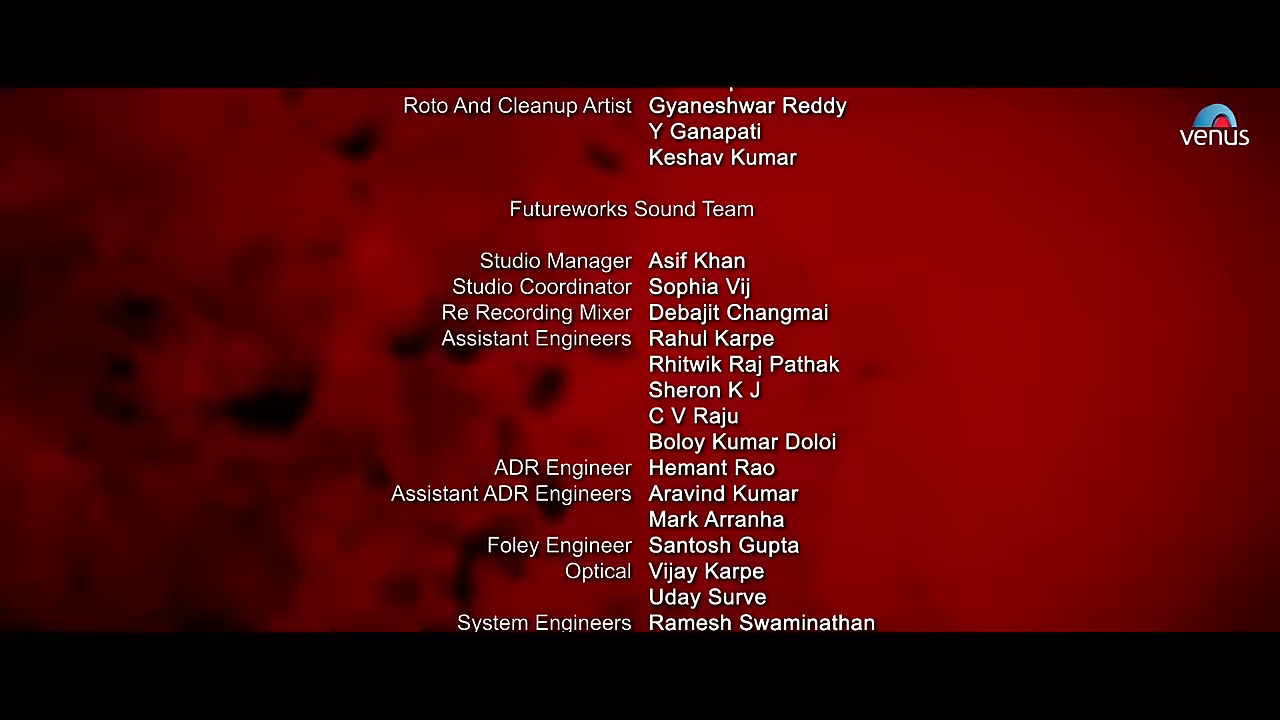 Roto And Cleanup Artist Gyaneshwar Reddy
Y Ganapati
Keshav Kumar
venus
Futureworks Sound Team
Studio Manager Asif Khan
Studio Coordinator Sophia Vij
Re Recording Mixer Debajit Changmai
Assistant Engineers Rahul Karpe
Rhitwik Raj Pathak
Sheron K J
C V Raju
Boloy Kumar Doloi
ADR Engineer Hemant Rao
Assistant ADR Engineers Aravind Kumar
Mark Arranha
Foley Engineer Santosh Gupta
Optical Vijay Karpe
Uday Surve
System Engineers Ramesh Swaminathan